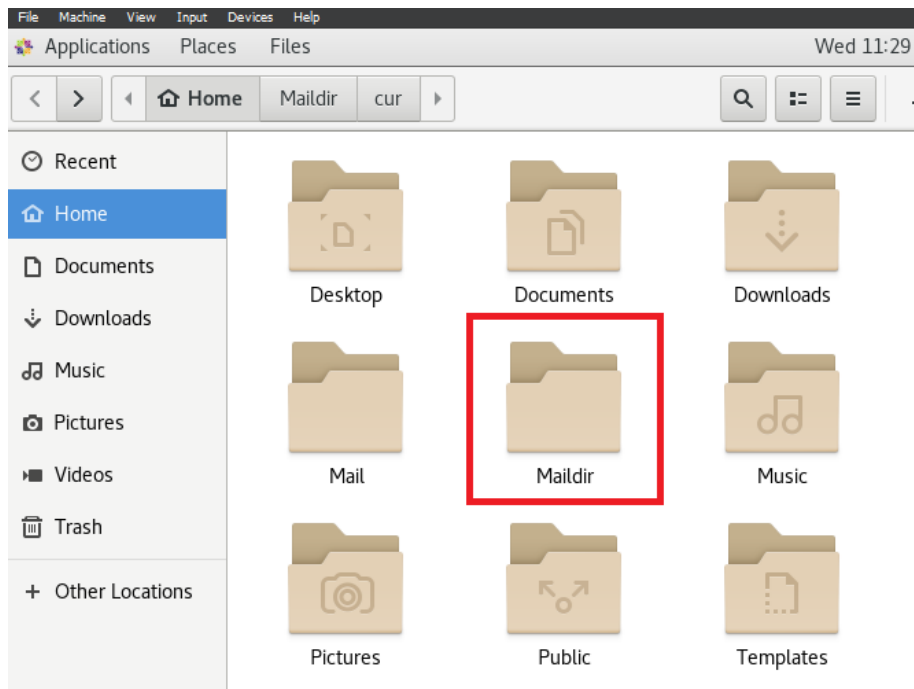 File Machine View Input Devices Help
Applications Places Files Wed 11:29
Home Maildir cur
Recent
Home
Documents
Downloads
Music
Pictures
Videos
Trash
+ Other Locations
Desktop Documents Downloads
Mail Maildir Music
Pictures Public Templates